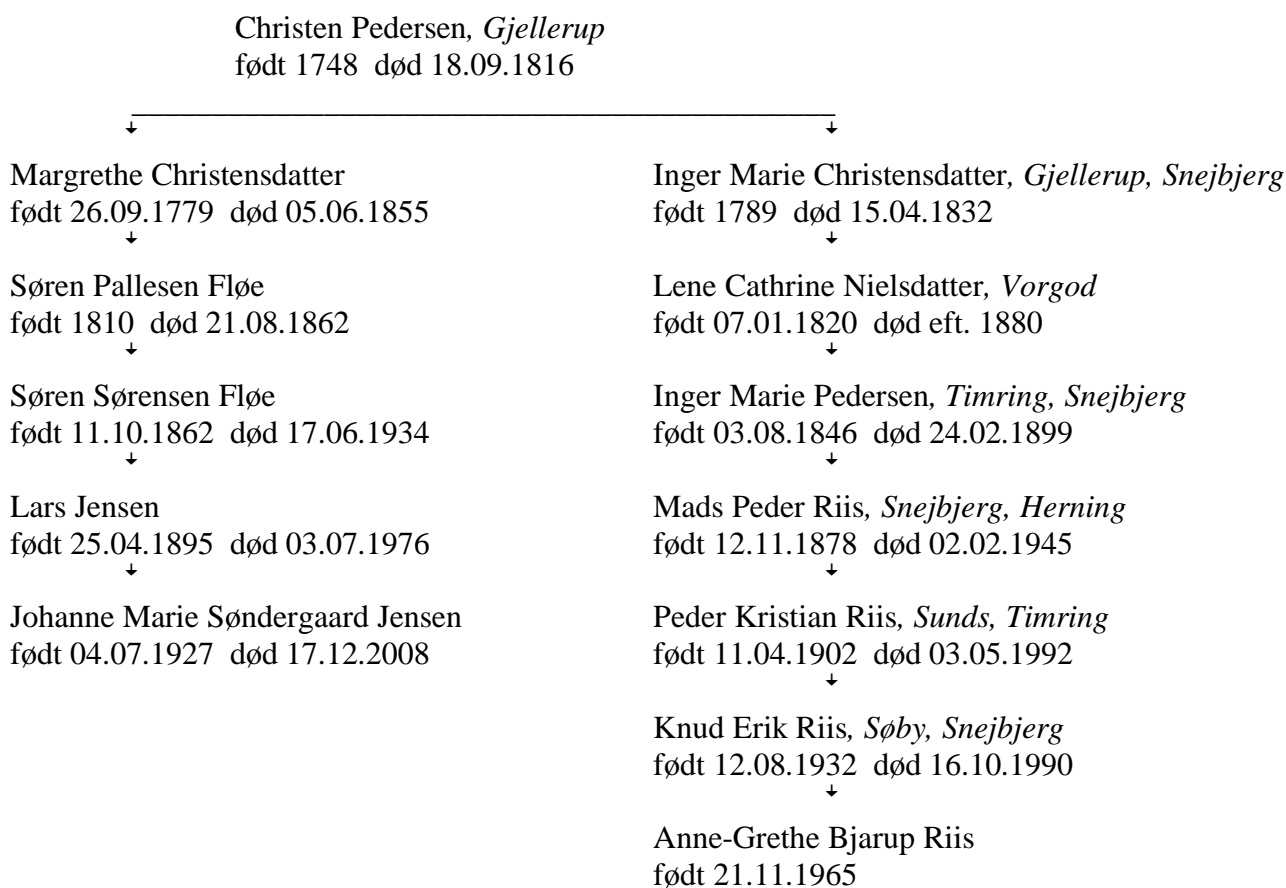 Christen Pedersen, Gjellerup
født 1748 død 18.09.1816
Margrethe Christensdatter
født 26.09.1779 død 05.06.1855
Inger Marie Christensdatter, Gjellerup, Snejbjerg
født 1789 død 15.04.1832
Søren Pallesen Fløe
født 1810 død 21.08.1862
Lene Cathrine Nielsdatter, Vorgod
født 07.01.1820 død eft. 1880
Søren Sørensen Fløe
født 11.10.1862 død 17.06.1934
Inger Marie Pedersen, Timring, Snejbjerg
født 03.08.1846 død 24.02.1899
Lars Jensen
født 25.04.1895 død 03.07.1976
Mads Peder Riis, Snejbjerg, Herning
født 12.11.1878 død 02.02.1945
Johanne Marie Søndergaard Jensen
født 04.07.1927 død 17.12.2008
Peder Kristian Riis, Sunds, Timring
født 11.04.1902 død 03.05.1992
Knud Erik Riis, Søby, Snejbjerg
født 12.08.1932 død 16.10.1990
Anne-Grethe Bjarup Riis
født 21.11.1965